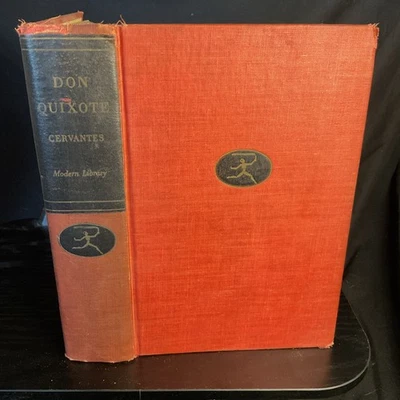 DON
QUIXOTE
CERVANTES
Modern Library